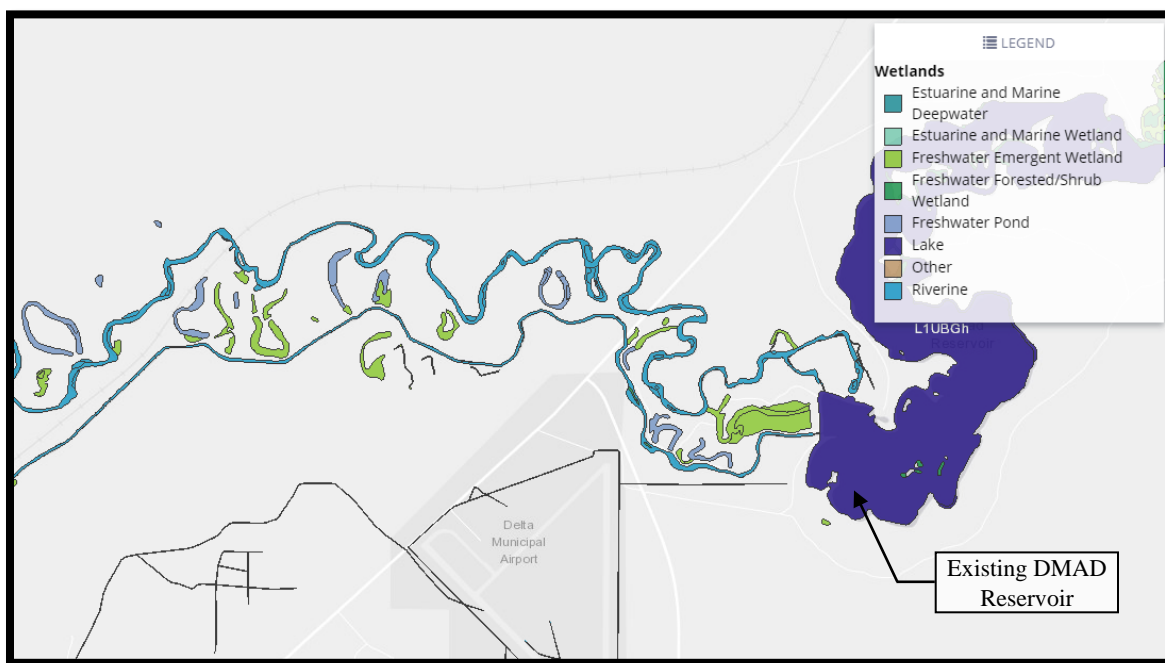 LEGEND
Wetlands
Estuarine and Marine
Deepwater
Estuarine and Marine Wetland
Freshwater Emergent Wetland
Freshwater Forested/Shrub
Wetland
Freshwater Pond
Lake
Other
Riverine
L1UBGh
Reservoir
Delta
Municipal
Airport
Existing DMAD
Reservoir